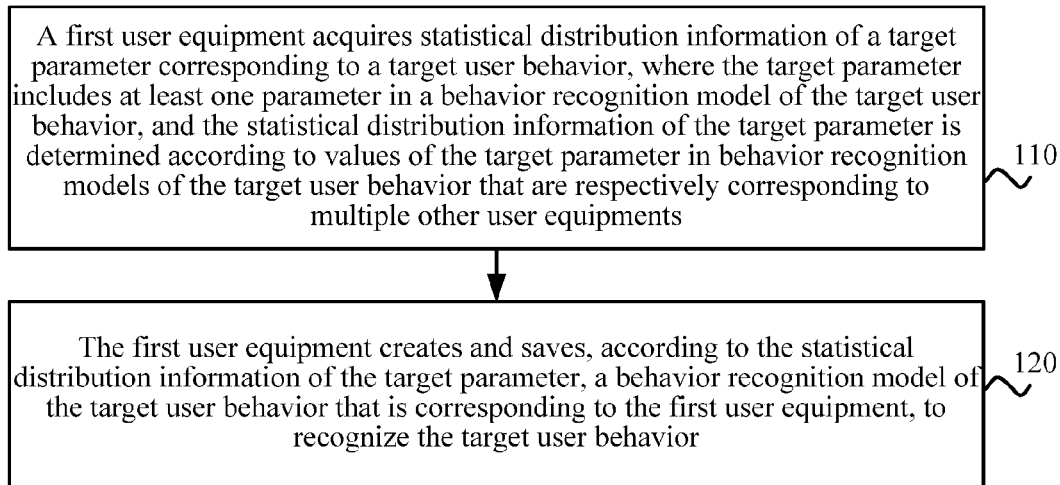 A first user equipment acquires statistical distribution information of a target
parameter corresponding to a target user behavior, where the target parameter
includes at least one parameter in a behavior recognition model of the target user
behavior, and the statistical distribution information of the target parameter is
determined according to values of the target parameter in behavior recognition
models of the target user behavior that are respectively corresponding to
multiple other user equipments
110
The first user equipment creates and saves, according to the statistical
distribution information of the target parameter, a behavior recognition model of
the target user behavior that is corresponding to the first user equipment, to
recognize the target user behavior
120